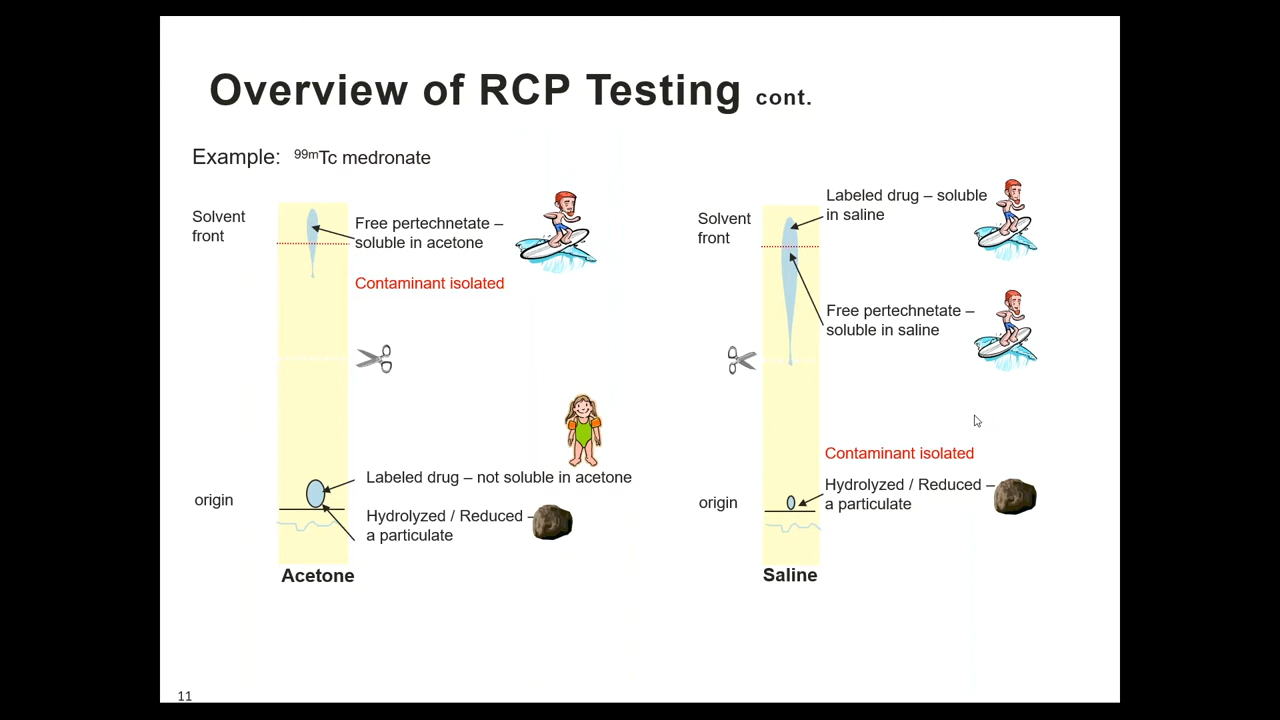 Overview of RCP Testing cont.
Example: 99mTc medronate
Solvent
front
Free pertechnetate –
soluble in acetone
Contaminant isolated
Labeled drug – not soluble in acetone
origin
Hydrolyzed / Reduced –
a particulate
Acetone
Labeled drug – soluble
in saline
Solvent
front
Free pertechnetate –
soluble in saline
Contaminant isolated
Hydrolyzed / Reduced –
a particulate
origin
Saline
11